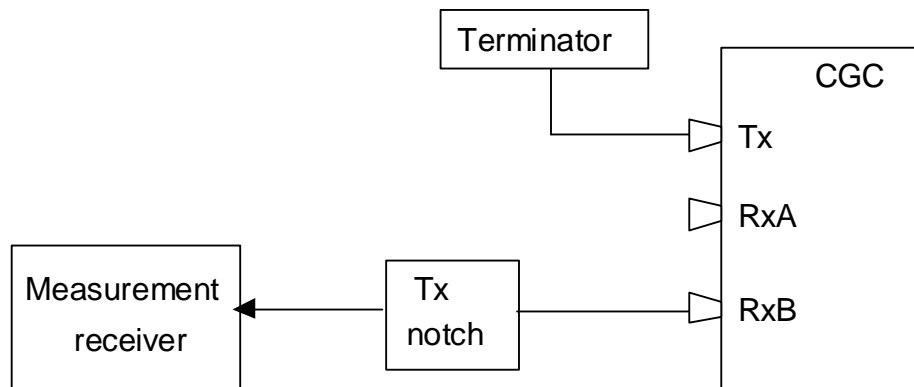 Terminator
CGC
Tx
RxA
Measurement
receiver
Tx
notch
RxB